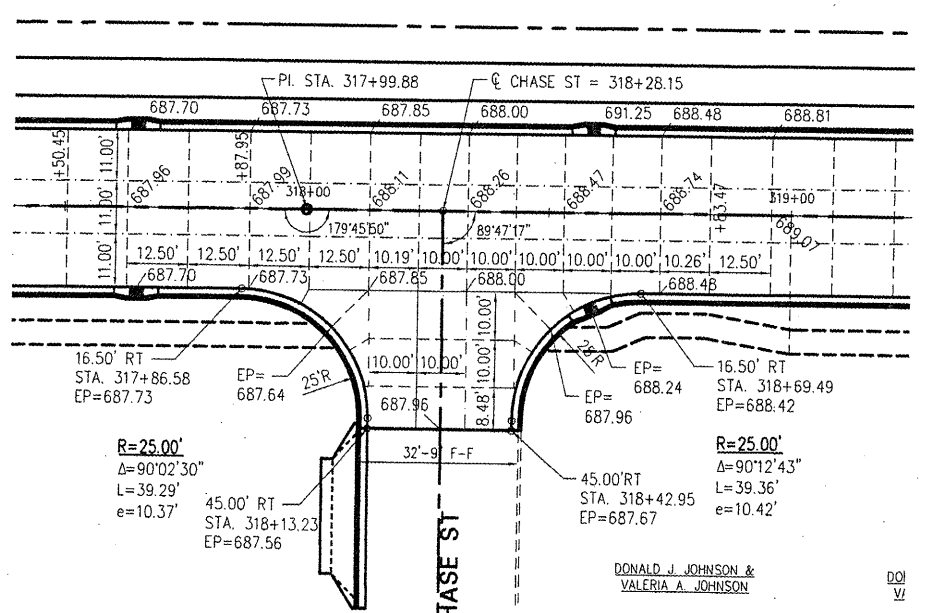 PI. STA. 317+99.88
℄ CHASE ST = 318+28.15
687.70
687.73
687.85
688.00
691.25
688.48
688.81
+50.45
11.00'
11.00'
11.00'
687.96
+87.95
687.99
318+00
688.11
688.26
688.47
688.74
+83.47
319+00
689.07
179°45'50"
89°47'17"
12.50'
12.50'
12.50'
12.50'
10.19'
10.00'
10.00'
10.00'
10.00'
10.00'
10.26'
12.50'
687.70
687.73
687.85
688.00
688.48
10.00'
10.00'
8.48'
10.00'
10.00'
25'R
25'R
16.50' RT
STA. 317+86.58
EP=687.73
EP=
687.64
687.96
EP=
687.96
EP=
688.24
16.50' RT
STA. 318+69.49
EP=688.42
32'-9" F-F
R=25.00'
Δ=90°02'30"
L=39.29'
e=10.37'
45.00' RT
STA. 318+13.23
EP=687.56
45.00'RT
STA. 318+42.95
EP=687.67
R=25.00'
Δ=90°12'43"
L=39.36'
e=10.42'
HASE ST
DONALD J. JOHNSON &
VALERIA A. JOHNSON